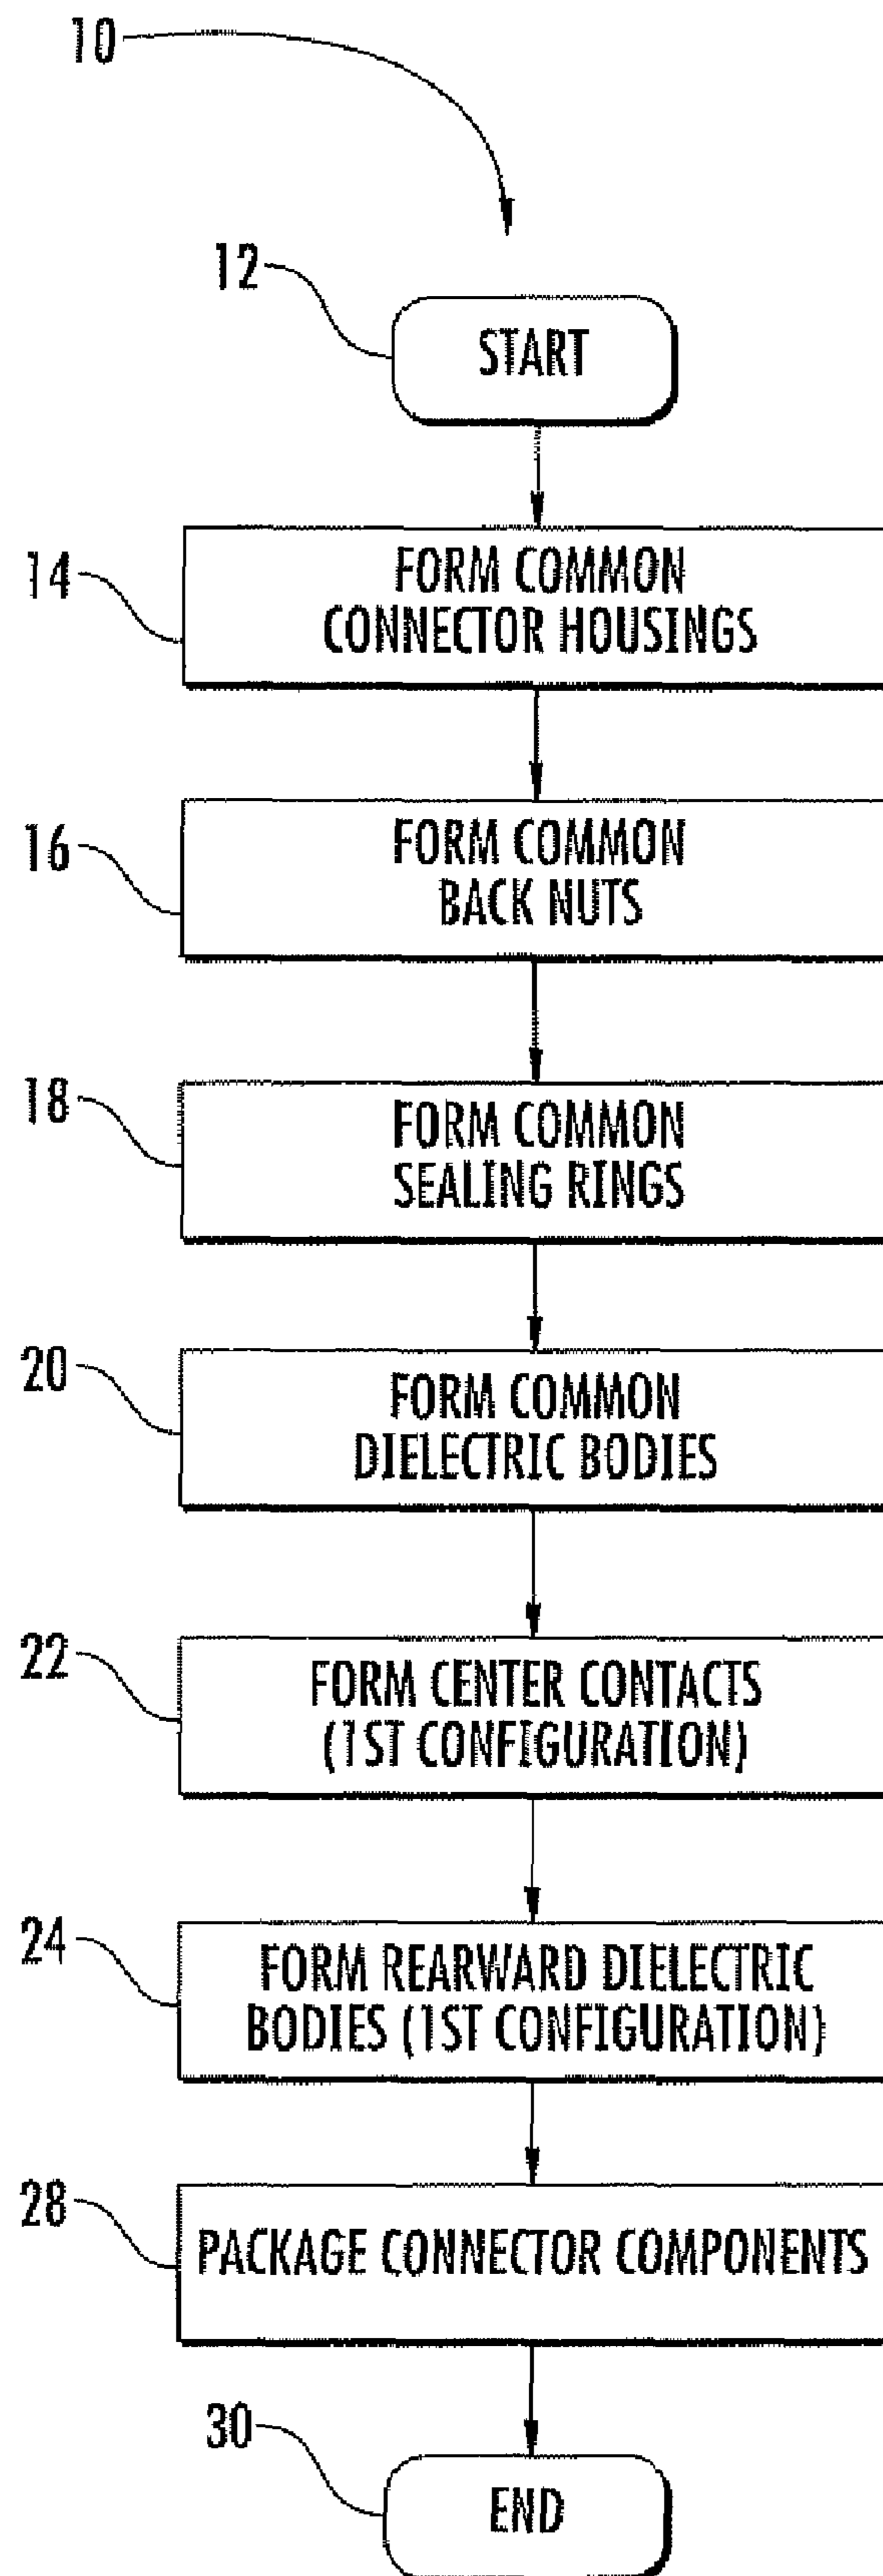 10
12
START
14
FORM COMMON
CONNECTOR HOUSINGS
16
FORM COMMON
BACK NUTS
18
FORM COMMON
SEALING RINGS
20
FORM COMMON
DIELECTRIC BODIES
22
FORM CENTER CONTACTS
(1ST CONFIGURATION)
24
FORM REARWARD DIELECTRIC
BODIES (1ST CONFIGURATION)
28
PACKAGE CONNECTOR COMPONENTS
30
END